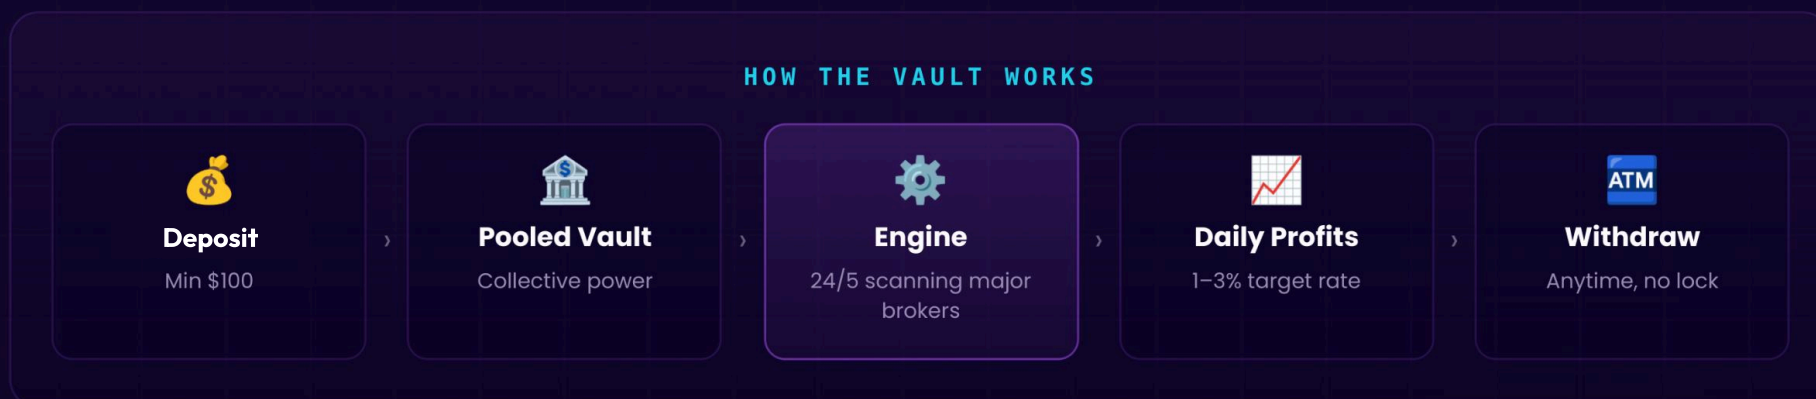 HOW THE VAULT WORKS
Deposit
Min $100
›
Pooled Vault
Collective power
›
Engine
24/5 scanning major
brokers
›
Daily Profits
1–3% target rate
›
ATM
Withdraw
Anytime, no lock